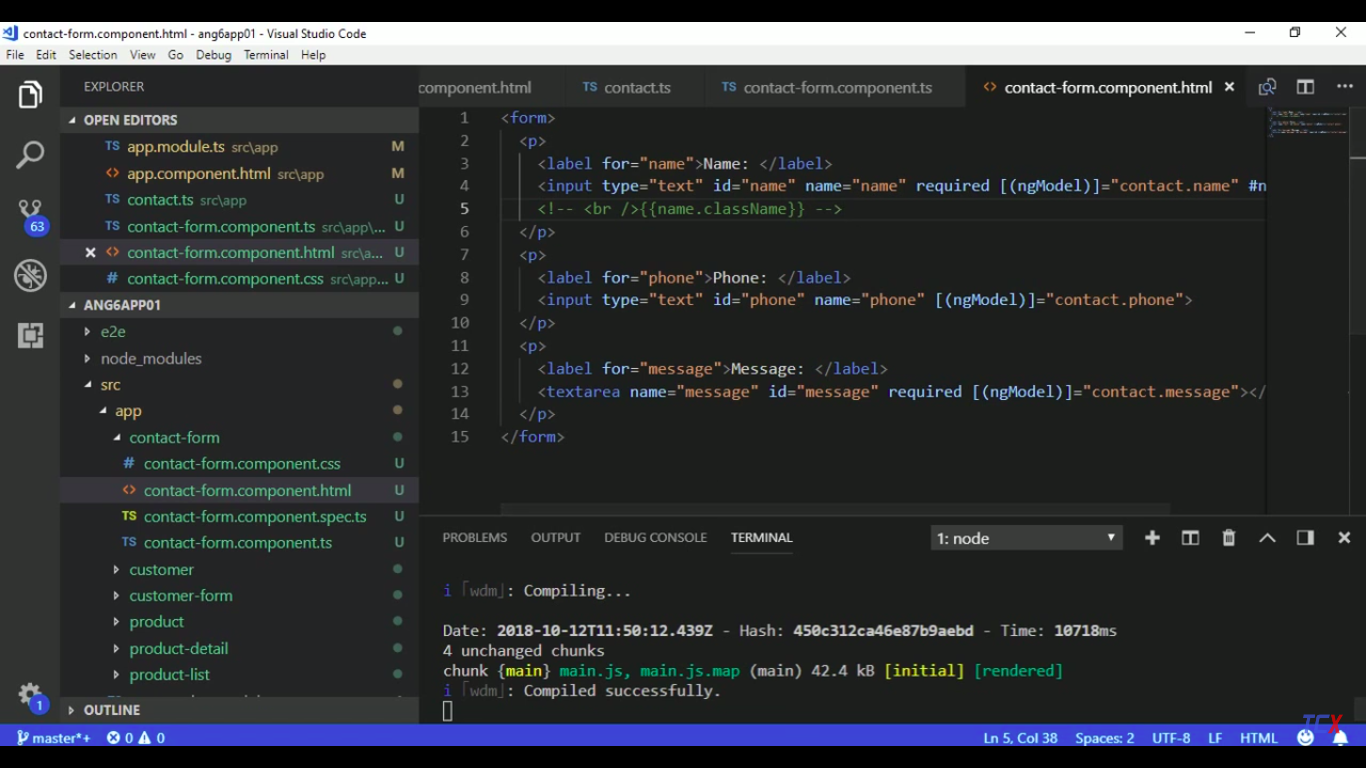 contact-form.component.html - ang6app01 - Visual Studio Code
File Edit Selection View Go Debug Terminal Help
EXPLORER
OPEN EDITORS
TS app.module.ts src\app M
<> app.component.html src\app M
TS contact.ts src\app U
TS contact-form.component.ts src\app\... U
<> contact-form.component.html src\a... U
# contact-form.component.css src\app... U
63
ANG6APP01
e2e
node_modules
src
app
contact-form
# contact-form.component.css U
<> contact-form.component.html U
TS contact-form.component.spec.ts U
TS contact-form.component.ts U
customer
customer-form
product
product-detail
product-list
1
OUTLINE
component.html TS contact.ts TS contact-form.component.ts <> contact-form.component.html
1 <form>
2 <p>
3 <label for="name">Name: </label>
4 <input type="text" id="name" name="name" required [(ngModel)]="contact.name" #n
5 <!-- <br />{{name.className}} -->
6 </p>
7 <p>
8 <label for="phone">Phone: </label>
9 <input type="text" id="phone" name="phone" [(ngModel)]="contact.phone">
10 </p>
11 <p>
12 <label for="message">Message: </label>
13 <textarea name="message" id="message" required [(ngModel)]="contact.message"></
14 </p>
15 </form>
PROBLEMS OUTPUT DEBUG CONSOLE TERMINAL 1: node
i ｢wdm｣: Compiling...
Date: 2018-10-12T11:50:12.439Z - Hash: 450c312ca46e87b9aebd - Time: 10718ms
4 unchanged chunks
chunk {main} main.js, main.js.map (main) 42.4 kB [initial] [rendered]
i ｢wdm｣: Compiled successfully.
TCX
master*+ 0 0 Ln 5, Col 38 Spaces: 2 UTF-8 LF HTML